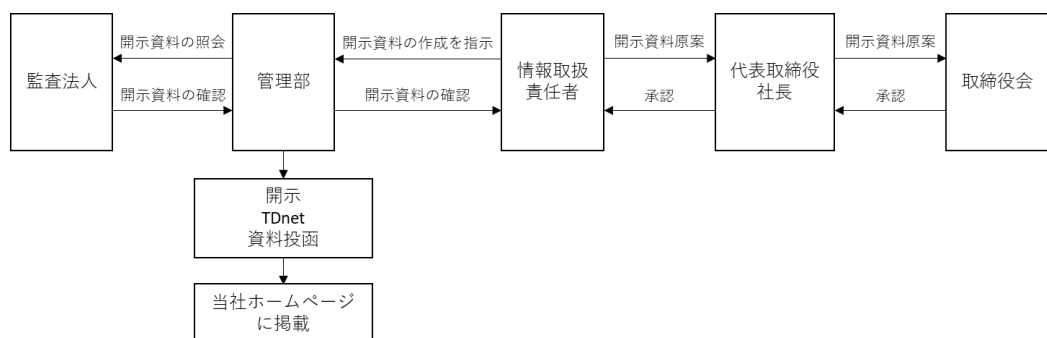 監査法人
開示資料の照会
開示資料の確認
管理部
開示資料の作成を指示
開示資料の確認
情報取扱
責任者
開示資料原案
承認
代表取締役
社長
開示資料原案
承認
取締役会
開示
TDnet
資料投函
当社ホームページ
に掲載